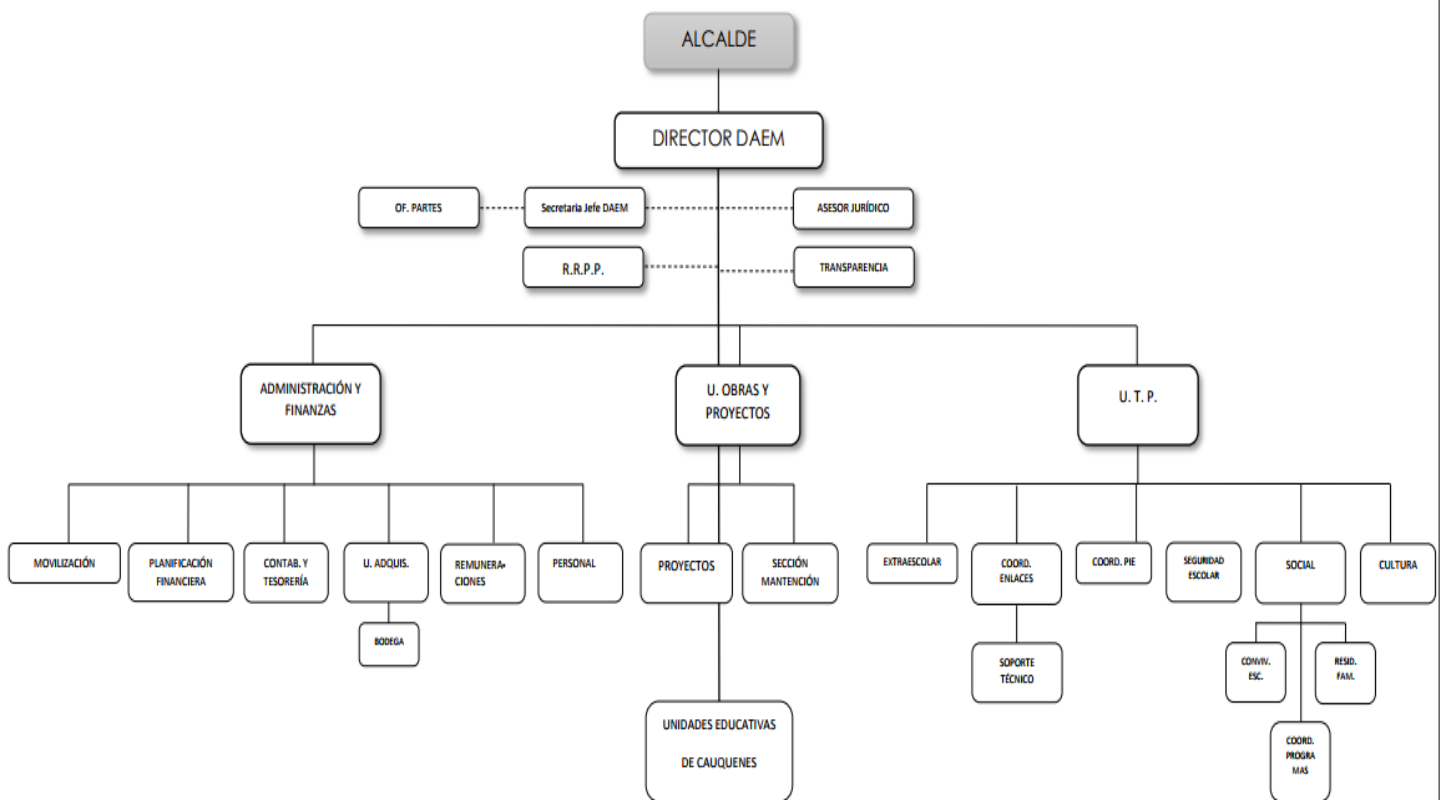 ALCALDE
DIRECTOR DAEM
OF. PARTES
Secretaria Jefe DAEM
ASESOR JURÍDICO
R.R.P.P.
TRANSPARENCIA
ADMINISTRACIÓN Y
FINANZAS
U. OBRAS Y
PROYECTOS
U. T. P.
MOVILIZACIÓN
PLANIFICACIÓN
FINANCIERA
CONTAB. Y
TESORERÍA
U. ADQUIS.
REMUNERA-
CIONES
PERSONAL
PROYECTOS
SECCIÓN
MANTENCIÓN
EXTRAESCOLAR
COORD.
ENLACES
COORD. PIE
SEGURIDAD
ESCOLAR
SOCIAL
CULTURA
BODEGA
SOPORTE
TÉCNICO
CONVIV.
ESC.
RESID.
FAM.
UNIDADES EDUCATIVAS
DE CAUQUENES
COORD.
PROGRA
MAS